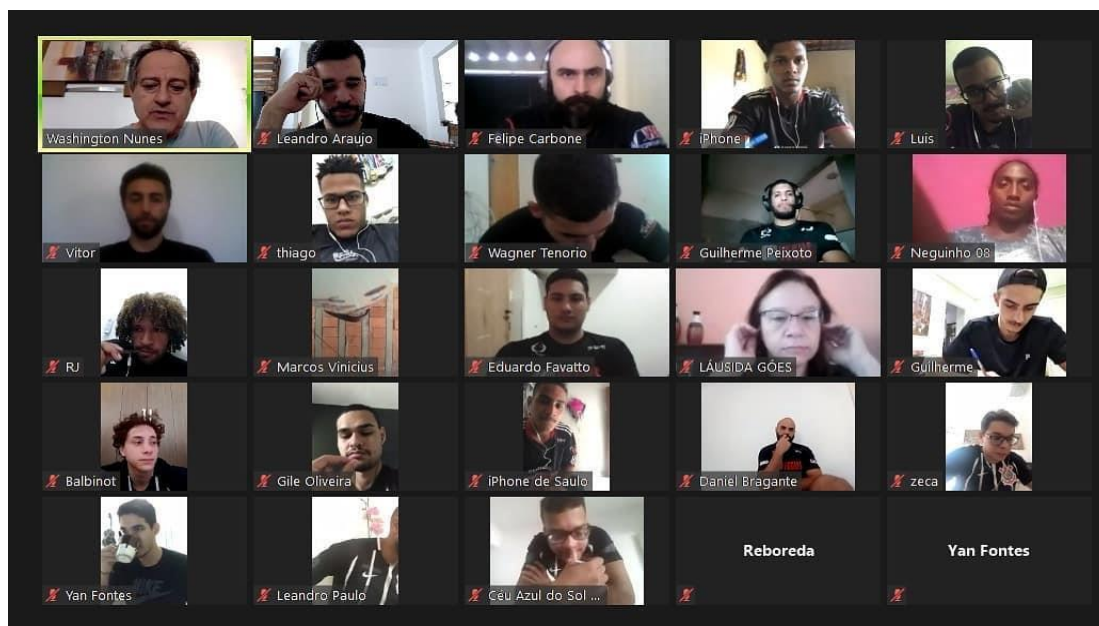 Washington Nunes
Leandro Araujo
Felipe Carbone
iPhone
Luis
Vitor
thiago
Wagner Tenorio
Guilherme Peixoto
Neguinho 08
RJ
Marcos Vinicius
Eduardo Favatto
LÁUSIDA GÓES
Guilherme
Balbinot
Gile Oliveira
iPhone de Saulo
Daniel Bragante
zeca
Yan Fontes
Leandro Paulo
Céu Azul do Sol ...
Reboreda
Yan Fontes